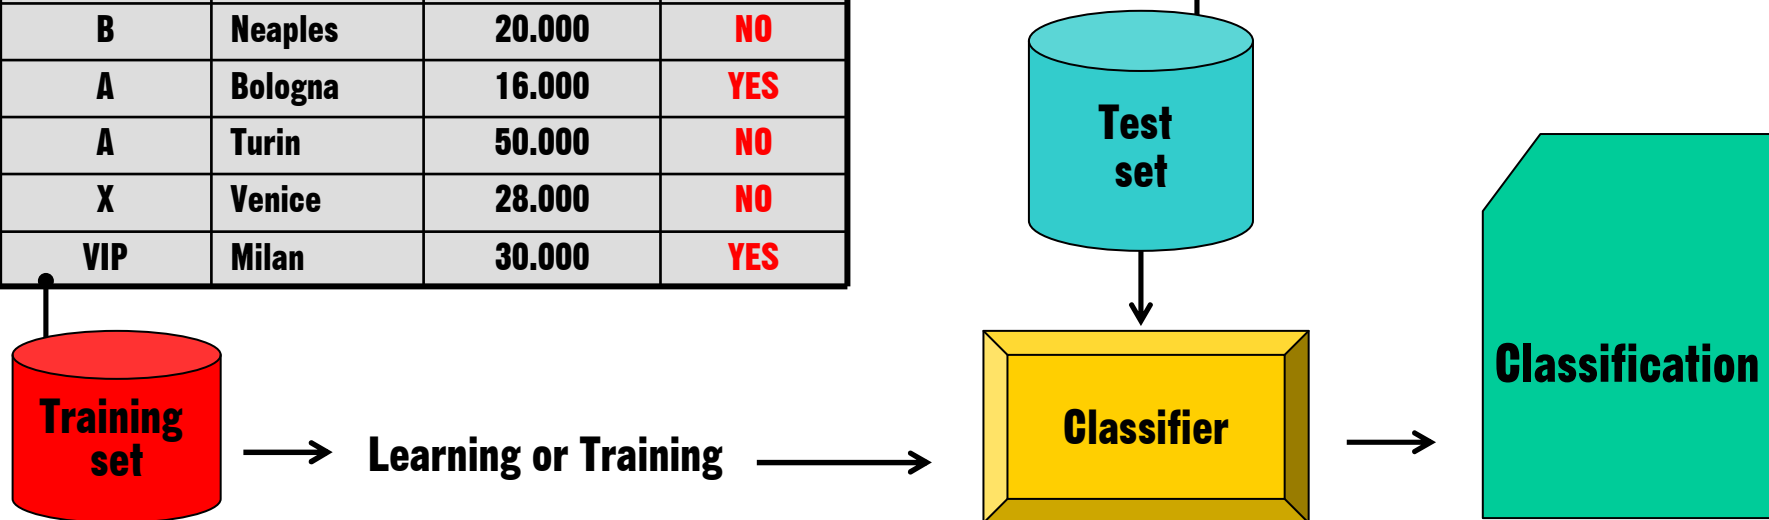 B Neaples 20.000 NO
A Bologna 16.000 YES
A Turin 50.000 NO
X Venice 28.000 NO
VIP Milan 30.000 YES
Training
set
Learning or Training
Test
set
Classifier
Classification